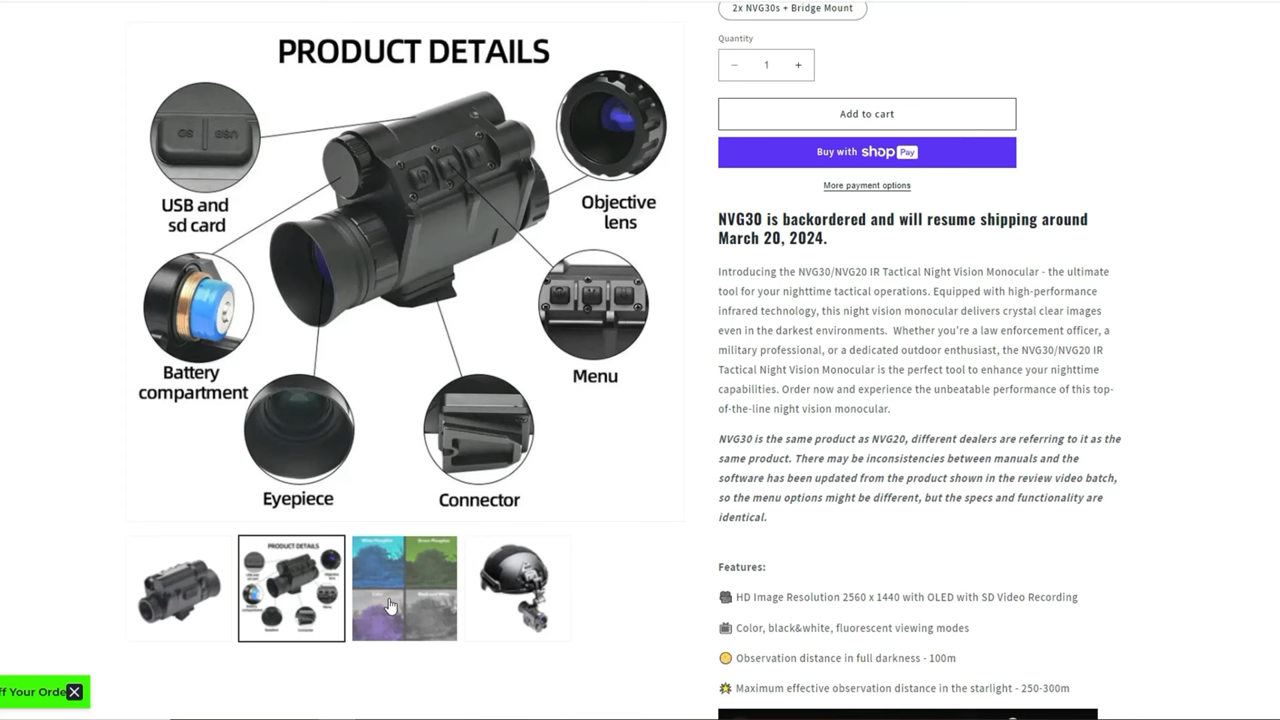 2x NVG30s + Bridge Mount
Quantity
− 1 +
Add to cart
Buy with shop Pay
More payment options
PRODUCT DETAILS
USB and
sd card
SD USB
Objective
lens
Battery
compartment
Menu
M
Eyepiece
Connector
NVG30 is backordered and will resume shipping around
March 20, 2024.
Introducing the NVG30/NVG20 IR Tactical Night Vision Monocular - the ultimate
tool for your nighttime tactical operations. Equipped with high-performance
infrared technology, this night vision monocular delivers crystal clear images
even in the darkest environments. Whether you're a law enforcement officer, a
military professional, or a dedicated outdoor enthusiast, the NVG30/NVG20 IR
Tactical Night Vision Monocular is the perfect tool to enhance your nighttime
capabilities. Order now and experience the unbeatable performance of this top-
of-the-line night vision monocular.
NVG30 is the same product as NVG20, different dealers are referring to it as the
same product. There may be inconsistencies between manuals and the
software has been updated from the product shown in the review video batch,
so the menu options might be different, but the specs and functionality are
identical.
Features:
HD Image Resolution 2560 x 1440 with OLED with SD Video Recording
Color, black&white, fluorescent viewing modes
Observation distance in full darkness - 100m
Maximum effective observation distance in the starlight - 250-300m
PRODUCT DETAILS
ff Your Orde